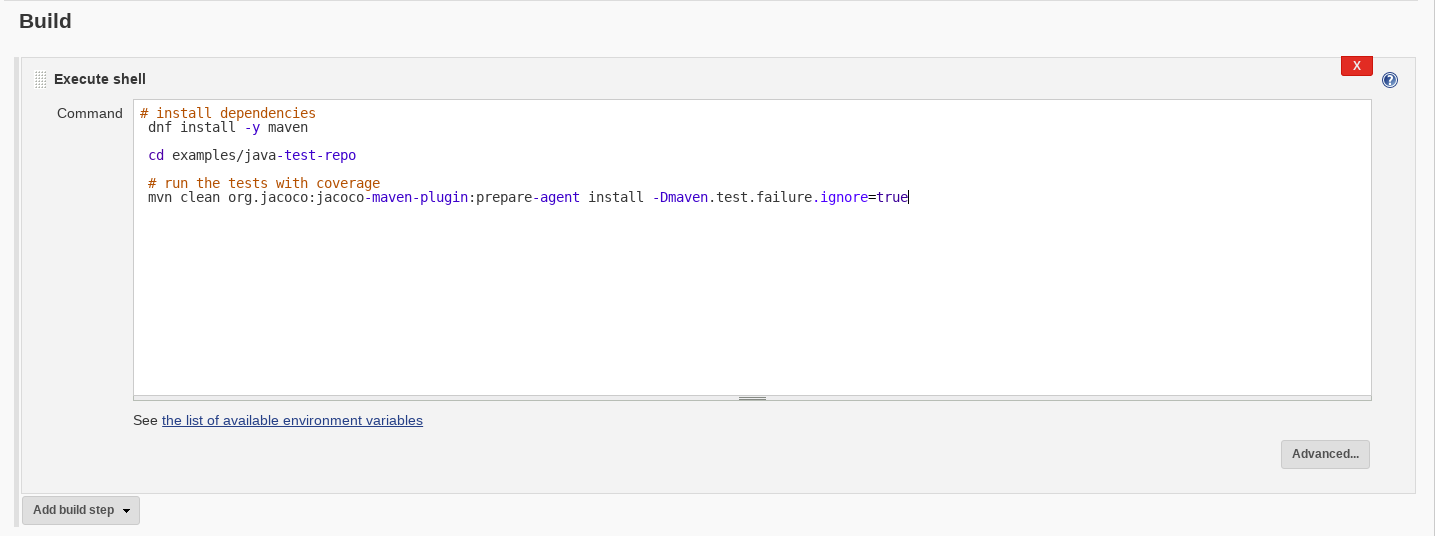 Build
X
Execute shell
?
Command
# install dependencies
dnf install -y maven
cd examples/java-test-repo
# run the tests with coverage
mvn clean org.jacoco:jacoco-maven-plugin:prepare-agent install -Dmaven.test.failure.ignore=true
See the list of available environment variables
Advanced...
Add build step